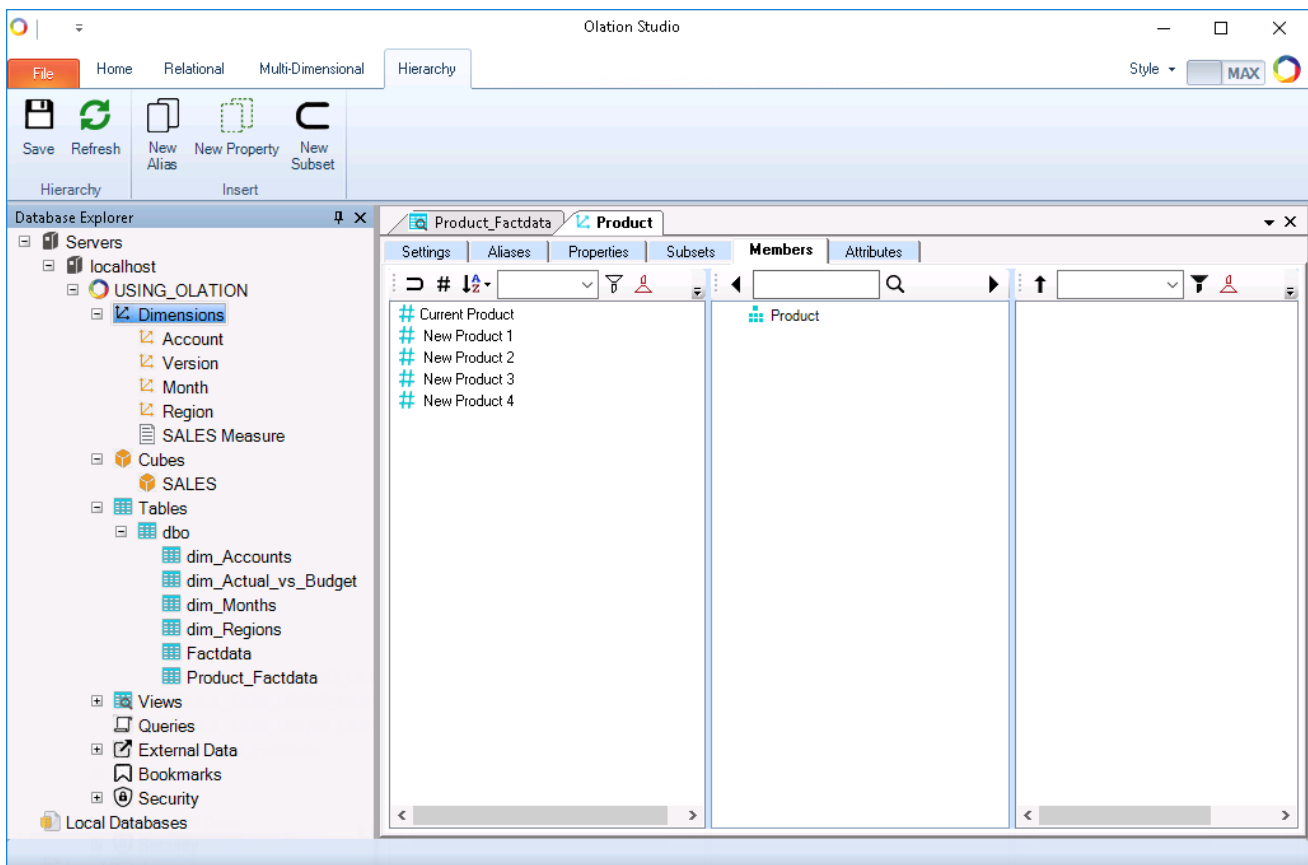 Olation Studio
File Home Relational Multi-Dimensional Hierarchy Style MAX
Save Refresh New Alias New Property New Subset
Hierarchy Insert
Database Explorer
Servers
localhost
USING_OLATION
Dimensions
Account
Version
Month
Region
SALES Measure
Cubes
SALES
Tables
dbo
dim_Accounts
dim_Actual_vs_Budget
dim_Months
dim_Regions
Factdata
Product_Factdata
Views
Queries
External Data
Bookmarks
Security
Local Databases
Product_Factdata Product
Settings Aliases Properties Subsets Members Attributes
Current Product
New Product 1
New Product 2
New Product 3
New Product 4
Product